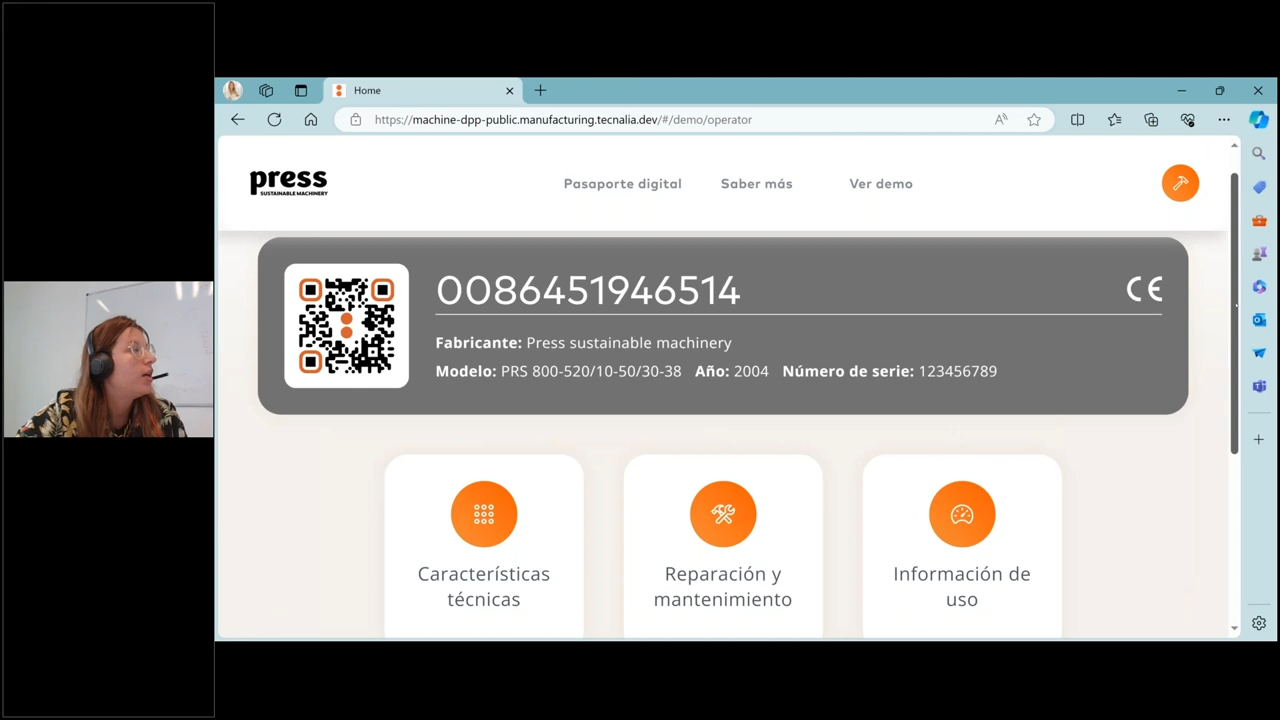 Home
https://machine-dpp-public.manufacturing.tecnalia.dev/#/demo/operator
press
SUSTAINABLE MACHINERY
Pasaporte digital Saber más Ver demo
0086451946514
CE
Fabricante: Press sustainable machinery
Modelo: PRS 800-520/10-50/30-38 Año: 2004 Número de serie: 123456789
Características
técnicas
Reparación y
mantenimiento
Información de
uso